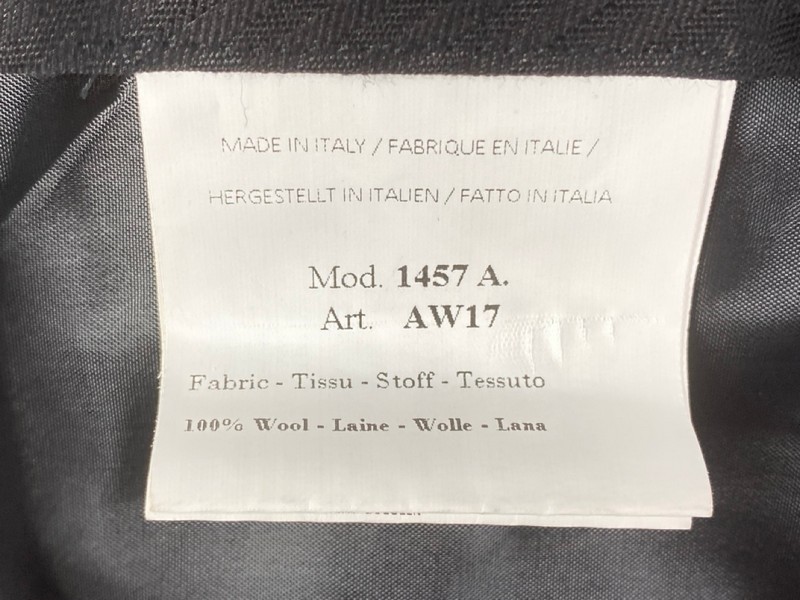 MADE IN ITALY / FABRIQUE EN ITALIE /
HERGESTELLT IN ITALIEN / FATTO IN ITALIA
Mod. 1457 A.
Art. AW17
Fabric - Tissu - Stoff - Tessuto
100% Wool - Laine - Wolle - Lana